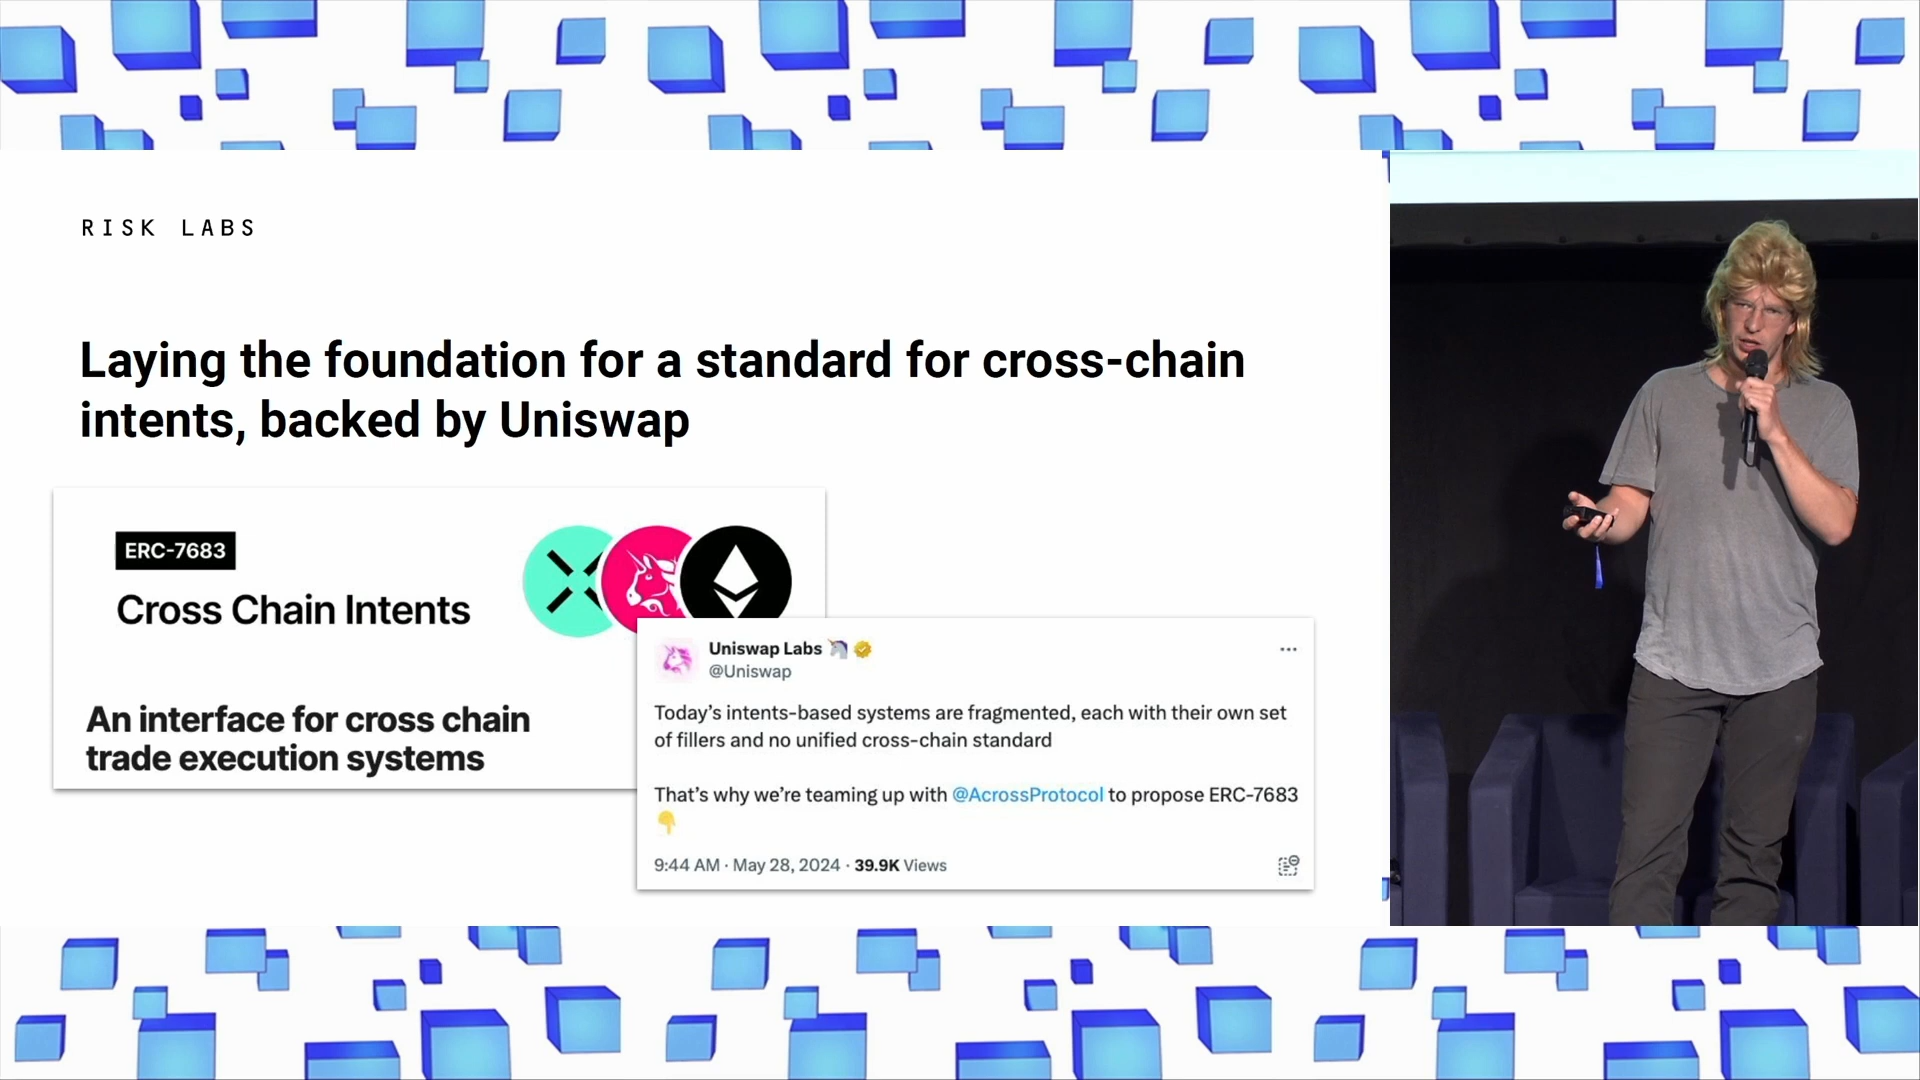 RISK LABS
Laying the foundation for a standard for cross-chain
intents, backed by Uniswap
ERC-7683
Cross Chain Intents
An interface for cross chain
trade execution systems
Uniswap Labs
@Uniswap
Today's intents-based systems are fragmented, each with their own set
of fillers and no unified cross-chain standard
That's why we're teaming up with @AcrossProtocol to propose ERC-7683
9:44 AM · May 28, 2024 · 39.9K Views